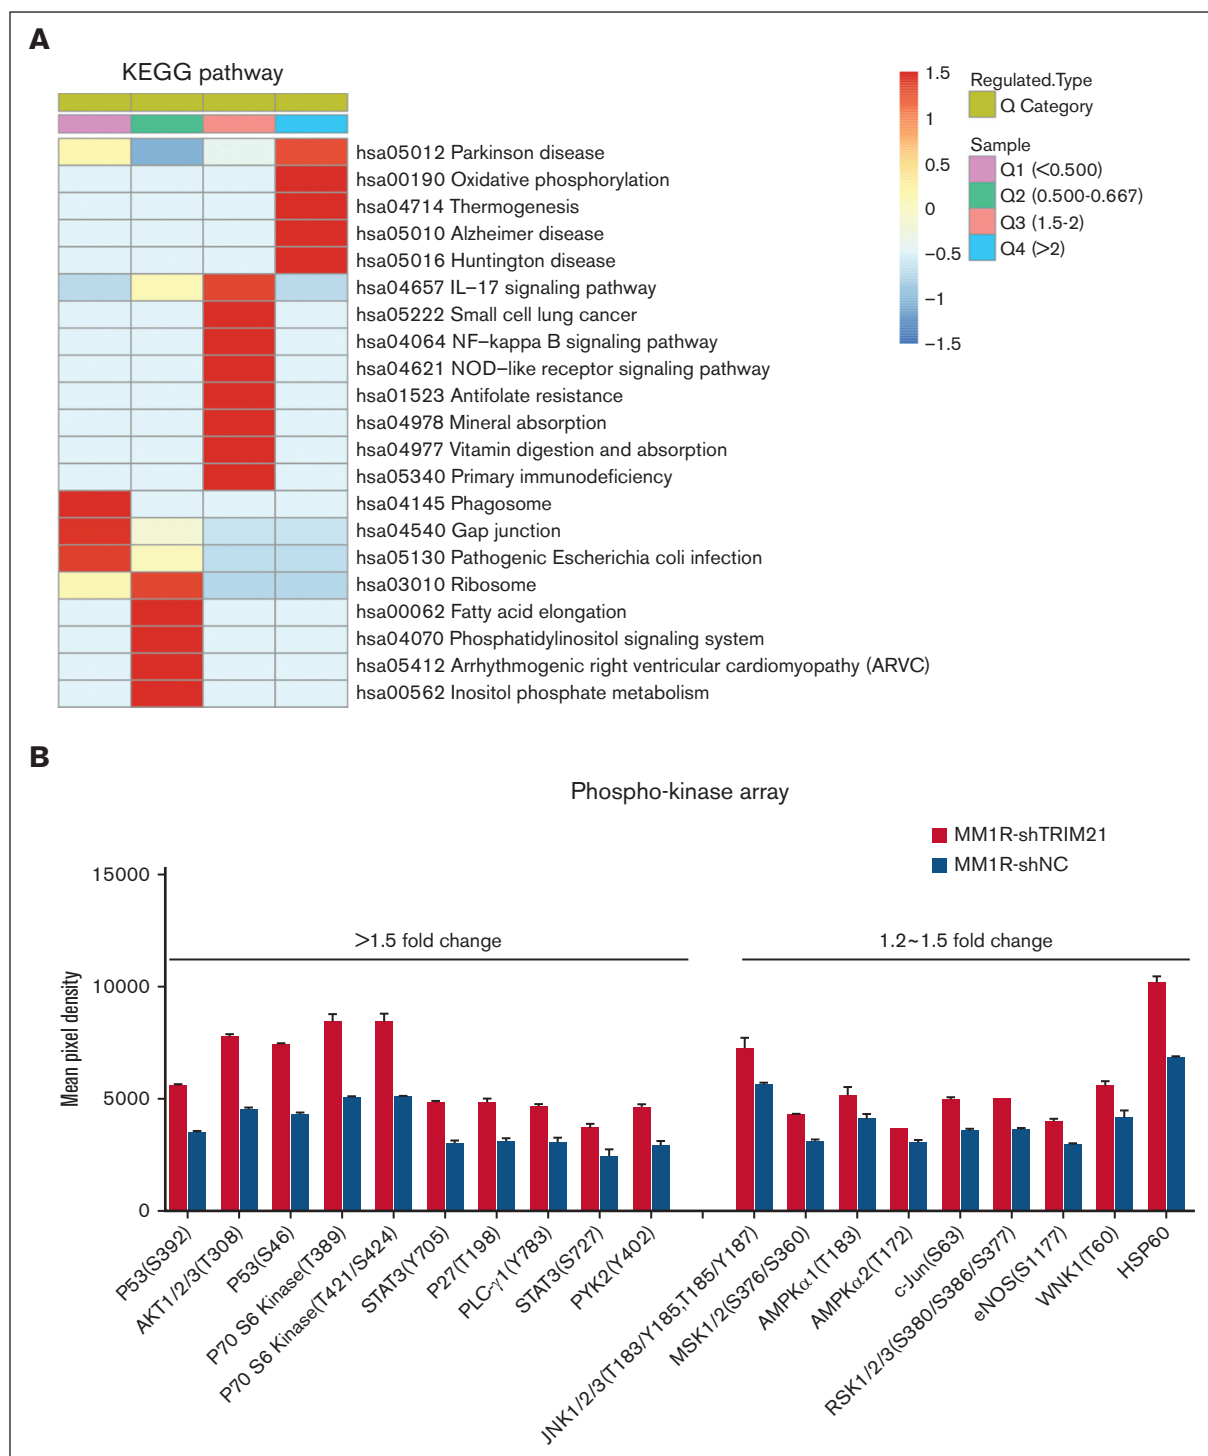 A
KEGG pathway
hsa05012 Parkinson disease
hsa00190 Oxidative phosphorylation
hsa04714 Thermogenesis
hsa05010 Alzheimer disease
hsa05016 Huntington disease
hsa04657 IL–17 signaling pathway
hsa05222 Small cell lung cancer
hsa04064 NF–kappa B signaling pathway
hsa04621 NOD–like receptor signaling pathway
hsa01523 Antifolate resistance
hsa04978 Mineral absorption
hsa04977 Vitamin digestion and absorption
hsa05340 Primary immunodeficiency
hsa04145 Phagosome
hsa04540 Gap junction
hsa05130 Pathogenic Escherichia coli infection
hsa03010 Ribosome
hsa00062 Fatty acid elongation
hsa04070 Phosphatidylinositol signaling system
hsa05412 Arrhythmogenic right ventricular cardiomyopathy (ARVC)
hsa00562 Inositol phosphate metabolism
1.5
1
0.5
0
−0.5
−1
−1.5
Regulated.Type
Q Category
Sample
Q1 (<0.500)
Q2 (0.500-0.667)
Q3 (1.5-2)
Q4 (>2)
B
Phospho-kinase array
MM1R-shTRIM21
MM1R-shNC
>1.5 fold change
1.2~1.5 fold change
Mean pixel density
15000
10000
5000
0
P53(S392)
AKT1/2/3(T308)
P53(S46)
P70 S6 Kinase(T389)
P70 S6 Kinase(T421/S424)
STAT3(Y705)
P27(T198)
PLC-γ1(Y783)
STAT3(S727)
PYK2(Y402)
JNK1/2/3(T183/Y185,T185/Y187)
MSK1/2(S376/S360)
AMPKα1(T183)
AMPKα2(T172)
c-Jun(S63)
RSK1/2/3(S380/S386/S377)
eNOS(S1177)
WNK1(T60)
HSP60